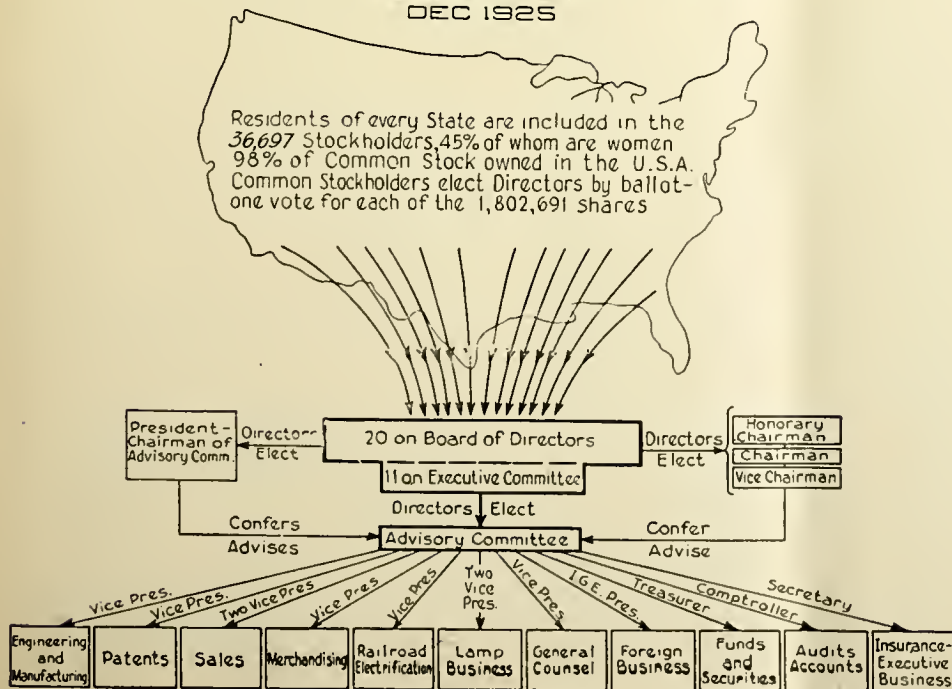 DEC 1925
Residents of every State are included in the
36,697 Stockholders, 45% of whom are women
98% of Common Stock owned in the U.S.A.
Common Stockholders elect Directors by ballot-
one vote for each of the 1,802,691 shares
President-
Chairman of
Advisory Comm.
Directors
Elect
20 on Board of Directors
11 on Executive Committee
Directors
Elect
Honorary
Chairman
Chairman
Vice Chairman
Directors Elect
Confers
Advises
Advisory Committee
Confer
Advise
Vice Pres.
Vice Pres.
Two Vice Pres
Vice Pres
Vice Pres
Two
Vice
Pres.
Vice Pres.
I.G.E. Pres.
Treasurer
Comptroller
Secretary
Engineering
and
Manufacturing
Patents
Sales
Merchandising
Railroad
Electrification
Lamp
Business
General
Counsel
Foreign
Business
Funds
and
Securities
Audits
Accounts
Insurance-
Executive
Business